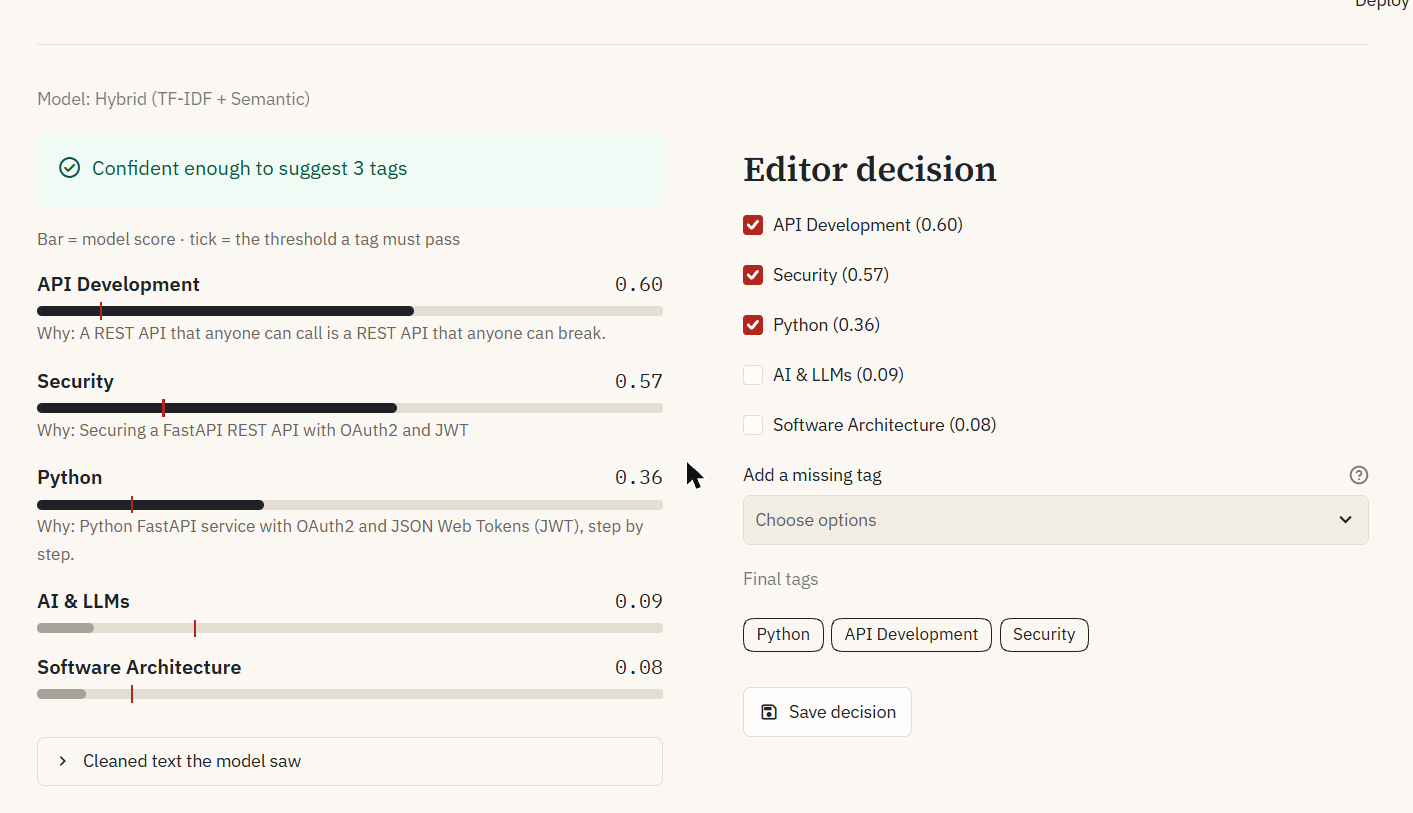 Deploy
Model: Hybrid (TF-IDF + Semantic)
Confident enough to suggest 3 tags
Bar = model score · tick = the threshold a tag must pass
API Development 0.60
Why: A REST API that anyone can call is a REST API that anyone can break.
Security 0.57
Why: Securing a FastAPI REST API with OAuth2 and JWT
Python 0.36
Why: Python FastAPI service with OAuth2 and JSON Web Tokens (JWT), step by
step.
AI & LLMs 0.09
Software Architecture 0.08
Cleaned text the model saw
Editor decision
API Development (0.60)
Security (0.57)
Python (0.36)
AI & LLMs (0.09)
Software Architecture (0.08)
Add a missing tag
Choose options
Final tags
Python API Development Security
Save decision